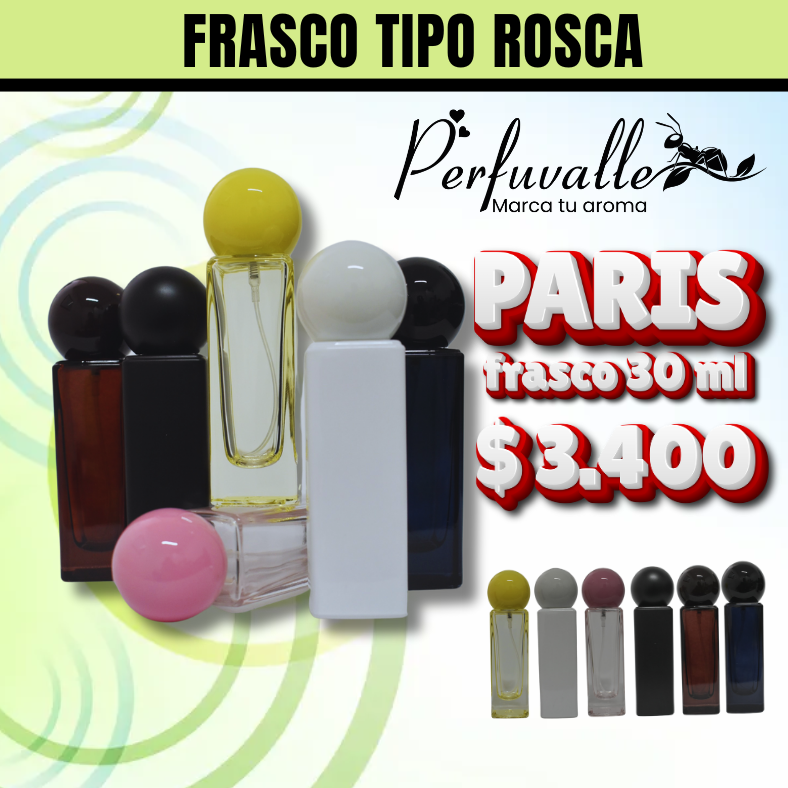 FRASCO TIPO ROSCA
Perfuvalle
Marca tu aroma
PARIS
frasco 30 ml
$ 3.400